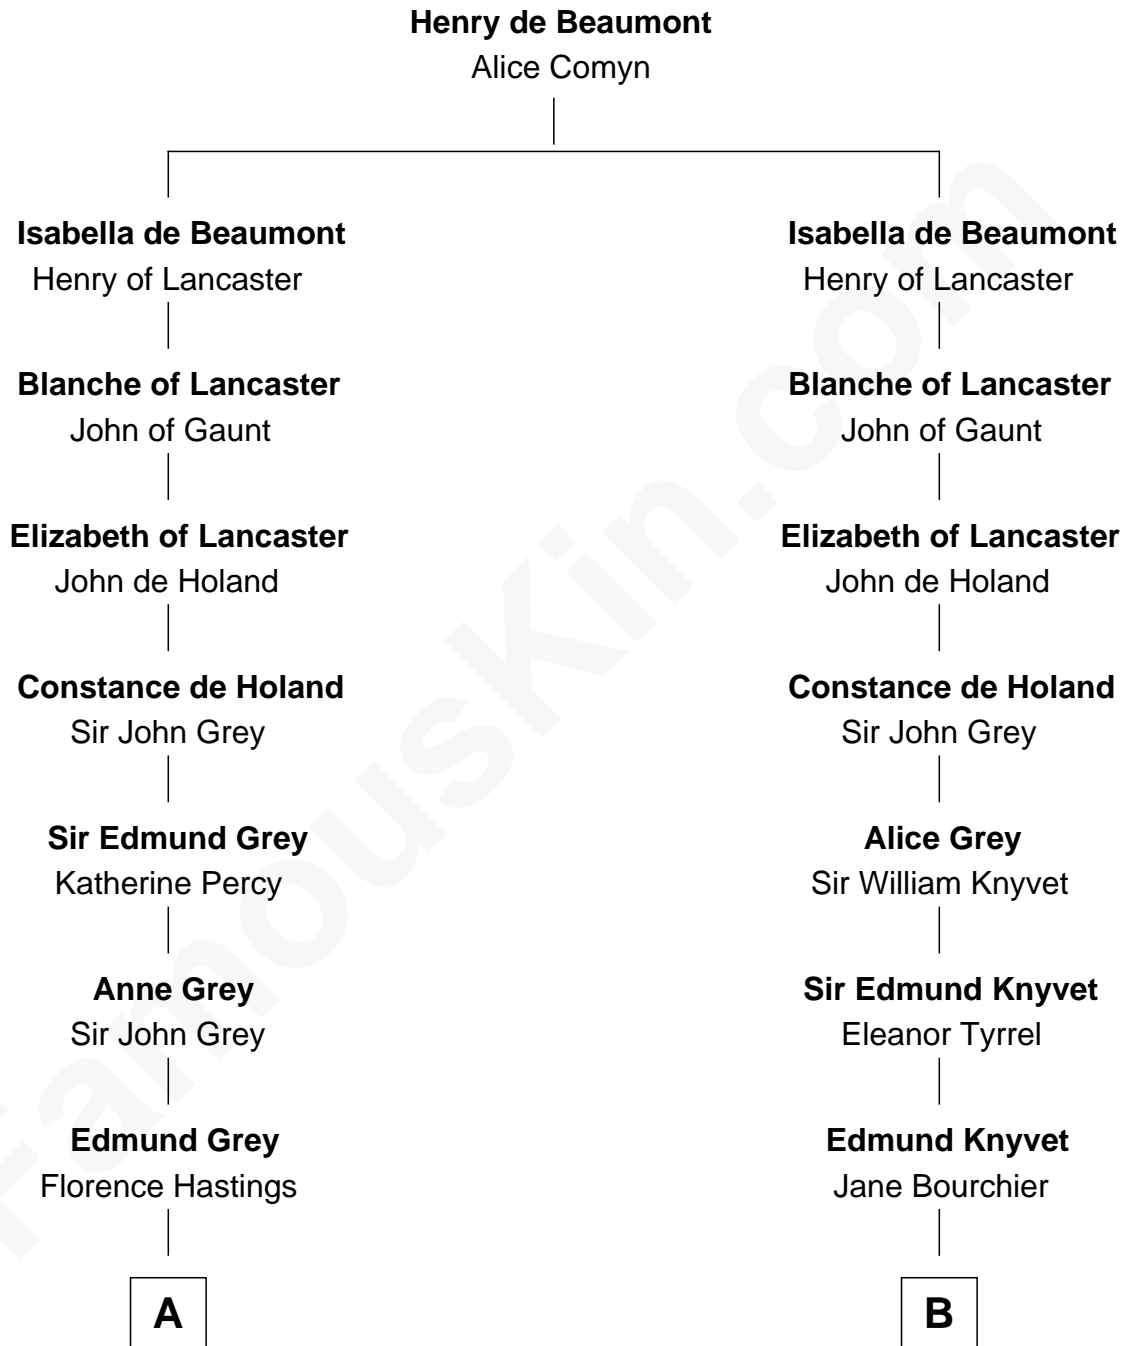 Henry de Beaumont
Alice Comyn
Isabella de Beaumont
Henry of Lancaster
Blanche of Lancaster
John of Gaunt
Elizabeth of Lancaster
John de Holand
Constance de Holand
Sir John Grey
Sir Edmund Grey
Katherine Percy
Anne Grey
Sir John Grey
Edmund Grey
Florence Hastings
A
Isabella de Beaumont
Henry of Lancaster
Blanche of Lancaster
John of Gaunt
Elizabeth of Lancaster
John de Holand
Constance de Holand
Sir John Grey
Alice Grey
Sir William Knyvet
Sir Edmund Knyvet
Eleanor Tyrrel
Edmund Knyvet
Jane Bourchier
B
FamousKin.com